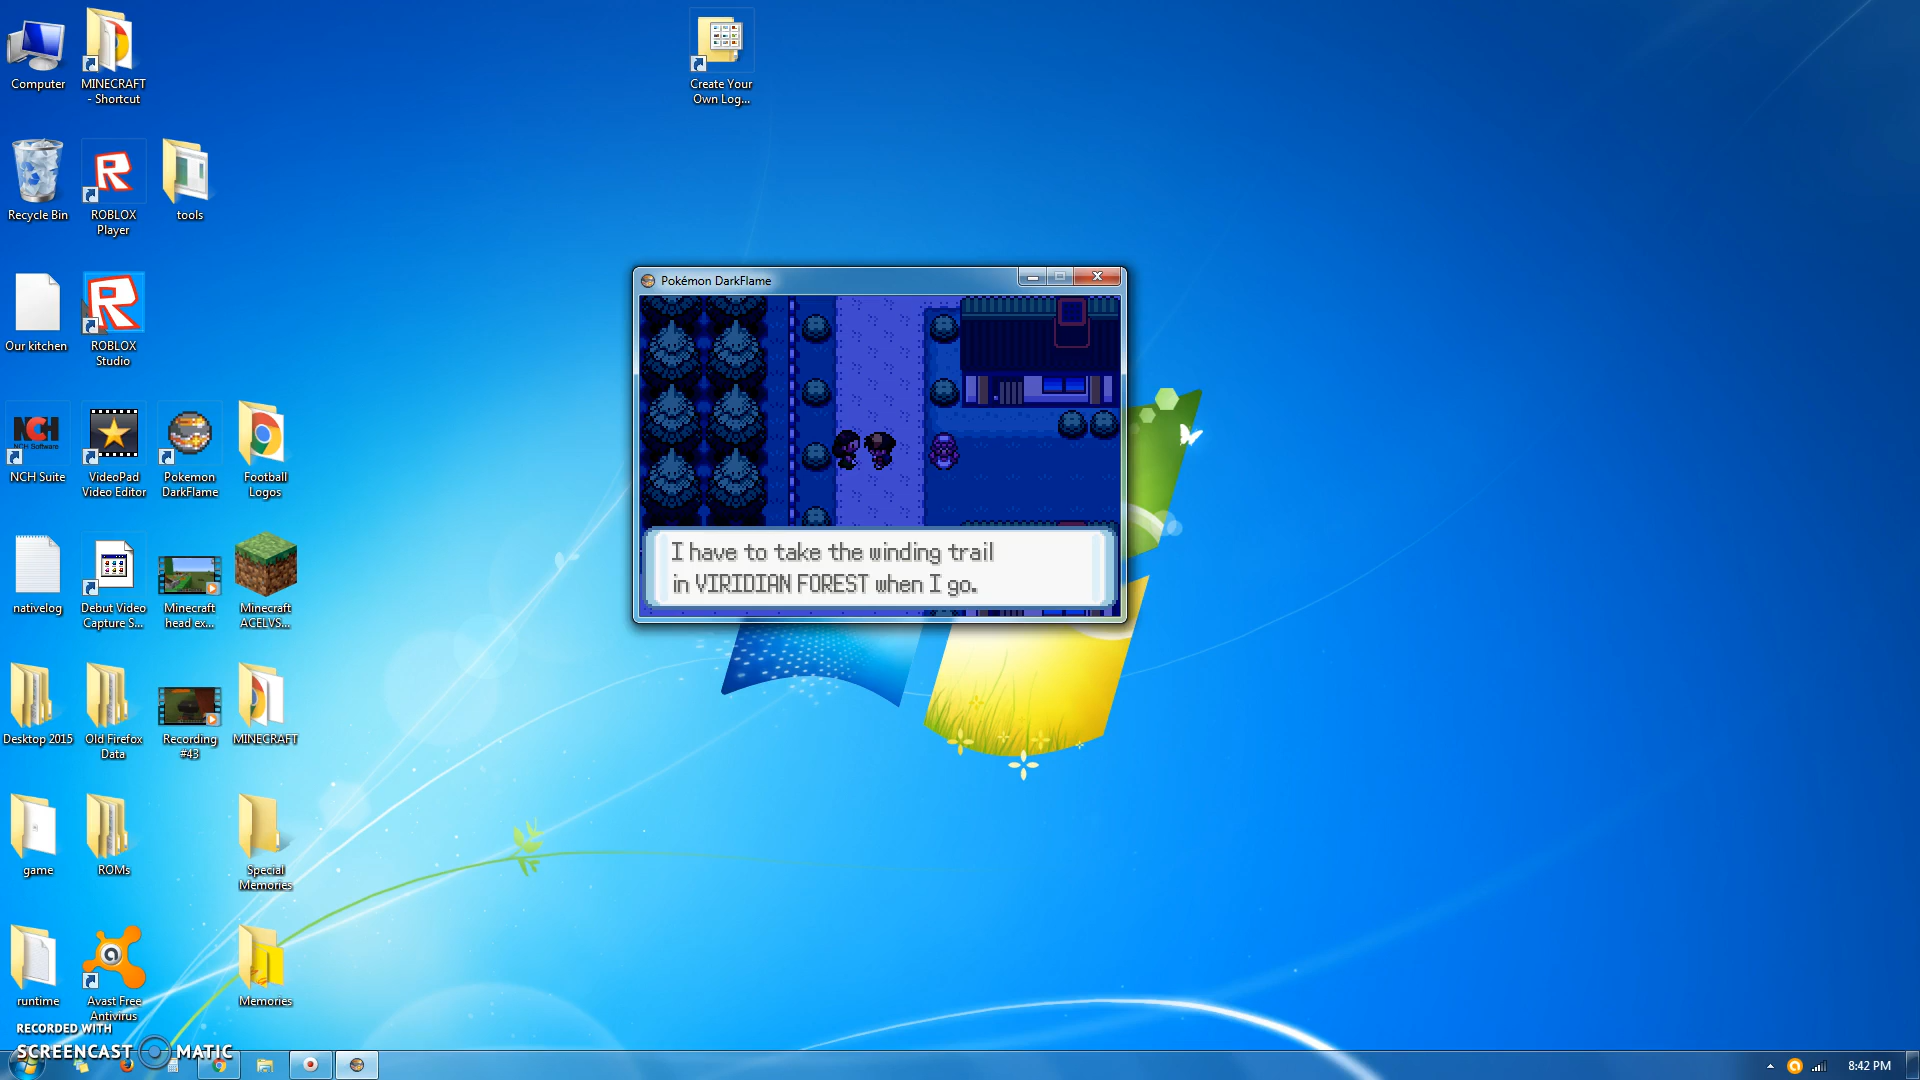 Computer
MINECRAFT
- Shortcut
Create Your
Own Log...
Recycle Bin
ROBLOX
Player
tools
Our kitchen
ROBLOX
Studio
Pokémon DarkFlame
I have to take the winding trail
in VIRIDIAN FOREST when I go.
NCH
NCH Software
NCH Suite
VideoPad
Video Editor
Pokemon
DarkFlame
Football
Logos
nativelog
Debut Video
Capture S...
Minecraft
head ex...
Minecraft
ACELVS...
Desktop 2015
Old Firefox
Data
Recording
#43
MINECRAFT
game
ROMs
Special
Memories
runtime
Avast Free
Antivirus
Memories
RECORDED WITH
SCREENCAST MATIC
8:42 PM